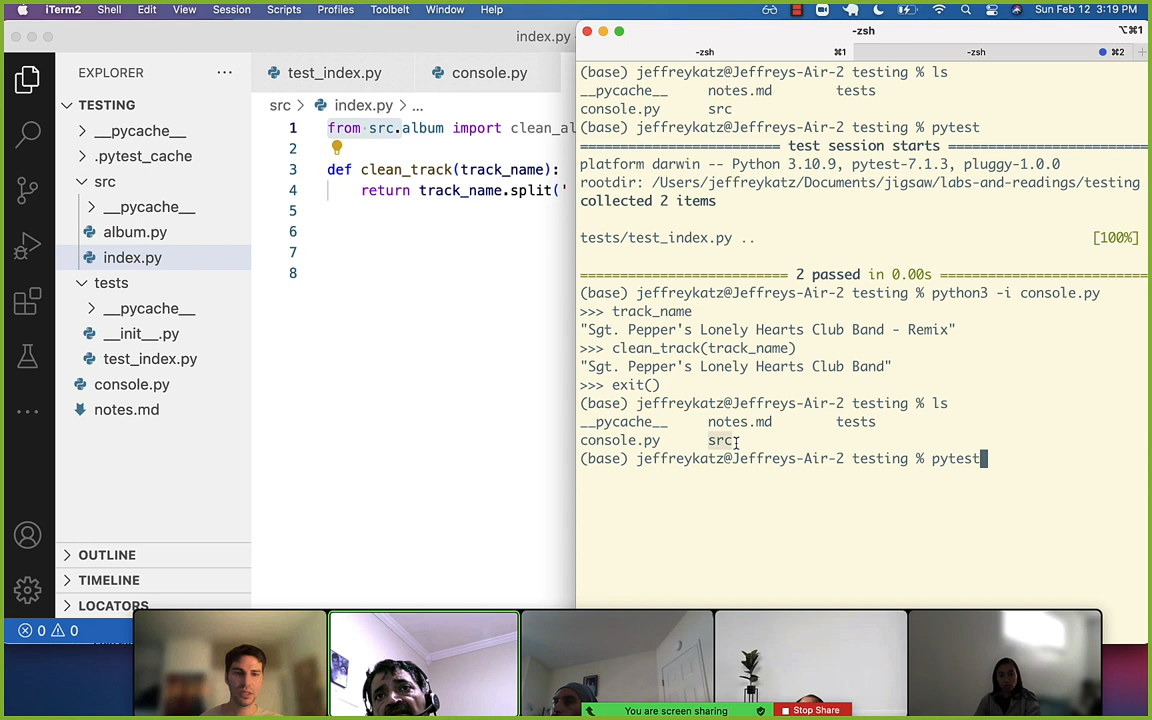 iTerm2 Shell Edit View Session Scripts Profiles Toolbelt Window Help Sun Feb 12 3:19 PM
index.py
-zsh ⌥⌘1
-zsh ⌘1 -zsh ⌘2
EXPLORER ...
test_index.py console.py
TESTING
src > index.py > ...
__pycache__
.pytest_cache
src
__pycache__
album.py
index.py
tests
__pycache__
__init__.py
test_index.py
console.py
notes.md
OUTLINE
TIMELINE
LOCATORS
0 0
1 from src.album import clean_al
2
3 def clean_track(track_name):
4 return track_name.split('
5
6
7
8
(base) jeffreykatz@Jeffreys-Air-2 testing % ls
__pycache__ notes.md tests
console.py src
(base) jeffreykatz@Jeffreys-Air-2 testing % pytest
========================= test session starts =========================
platform darwin -- Python 3.10.9, pytest-7.1.3, pluggy-1.0.0
rootdir: /Users/jeffreykatz/Documents/jigsaw/labs-and-readings/testing
collected 2 items
tests/test_index.py .. [100%]
========================== 2 passed in 0.00s ==========================
(base) jeffreykatz@Jeffreys-Air-2 testing % python3 -i console.py
>>> track_name
"Sgt. Pepper's Lonely Hearts Club Band - Remix"
>>> clean_track(track_name)
"Sgt. Pepper's Lonely Hearts Club Band"
>>> exit()
(base) jeffreykatz@Jeffreys-Air-2 testing % ls
__pycache__ notes.md tests
console.py src
(base) jeffreykatz@Jeffreys-Air-2 testing % pytest
You are screen sharing Stop Share